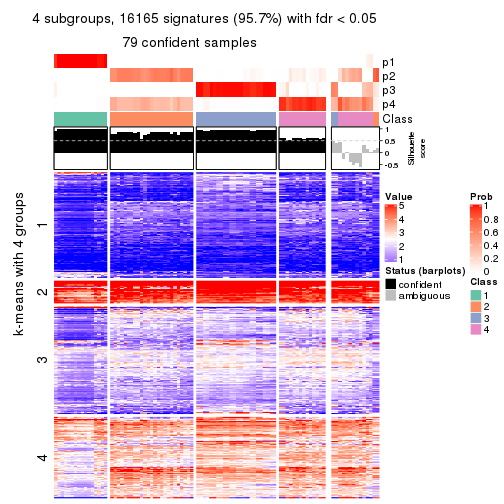 4 subgroups, 16165 signatures (95.7%) with fdr < 0.05
79 confident samples
p1
p2
p3
p4
Class
1
0.5
0
-0.5
Silhouette
score
k-means with 4 groups
1
2
3
4
Value
5
4
3
2
1
Status (barplots)
confident
ambiguous
Prob
1
0.8
0.6
0.4
0.2
0
Class
1
2
3
4